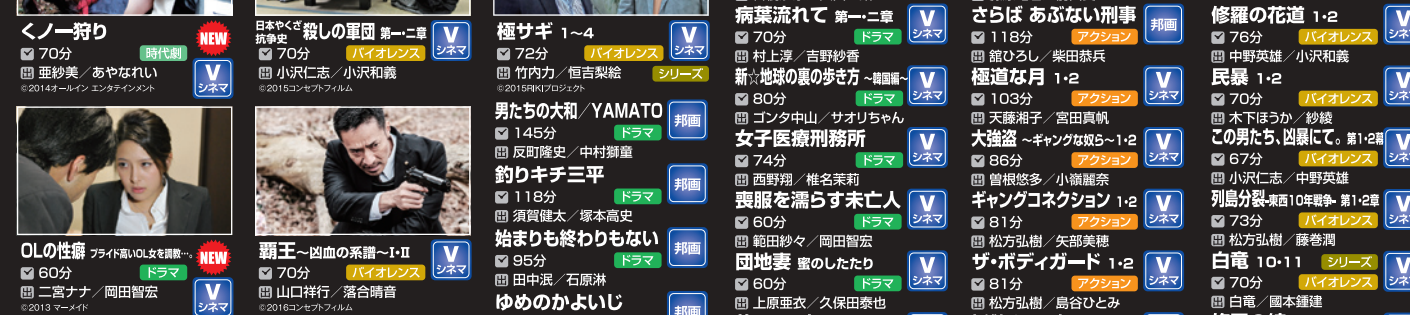 くノ一狩り
NEW
70分 時代劇
亜紗美／あやなれい
Vシネマ
©2014オールイン エンタテインメント
OLの性癖 プライド高いOL女を調教…。
NEW
60分 ドラマ
二宮ナナ／岡田智宏
Vシネマ
©2013 マーメイド
日本やくざ抗争史 殺しの軍団 第一・二章
Vシネマ
70分 バイオレンス
小沢仁志／小沢和義
©2015コンセプトフィルム
覇王～凶血の系譜～I・II
Vシネマ
70分 バイオレンス
山口祥行／落合晴音
©2016コンセプトフィルム
極サギ 1～4
Vシネマ
72分 バイオレンス
竹内力／恒吉梨絵 シリーズ
©2015RIKIプロジェクト
男たちの大和／YAMATO
邦画
145分 ドラマ
反町隆史／中村獅童
釣りキチ三平
邦画
118分 ドラマ
須賀健太／塚本高史
始まりも終わりもない
邦画
95分 ドラマ
田中泯／石原淋
ゆめのかよいじ
邦画
病葉流れて 第一・二章
Vシネマ
70分 ドラマ
村上淳／吉野紗香
新☆地球の裏の歩き方 ～韓国編～
Vシネマ
80分 ドラマ
ゴンタ中山／サオリちゃん
女子医療刑務所
Vシネマ
74分 ドラマ
西野翔／椎名茉莉
喪服を濡らす未亡人
Vシネマ
60分 ドラマ
範田紗々／岡田智宏
団地妻 蜜のしたたり
Vシネマ
60分 ドラマ
上原亜衣／久保田泰也
さらば あぶない刑事
邦画
118分 アクション
舘ひろし／柴田恭兵
極道な月 1・2
Vシネマ
103分 アクション
天藤湘子／宮田真帆
大強盗 ～ギャングな奴ら～1・2
Vシネマ
86分 アクション
曽根悠多／小嶺麗奈
ギャングコネクション 1・2
Vシネマ
81分 アクション
松方弘樹／矢部美穂
ザ・ボディガード 1・2
Vシネマ
81分 アクション
松方弘樹／島谷ひとみ
修羅の花道 1・2
76分 バイオレンス
中野英雄／小沢和義
民暴 1・2
70分 バイオレンス
木下ほうか／紗綾
この男たち、凶暴にて。第1・2幕
67分 バイオレンス
小沢仁志／中野英雄
列島分裂-東西10年戦争- 第1・2章
73分 バイオレンス
松方弘樹／藤巻潤
白竜 10・11 シリーズ
70分 バイオレンス
白竜／國本鍾建